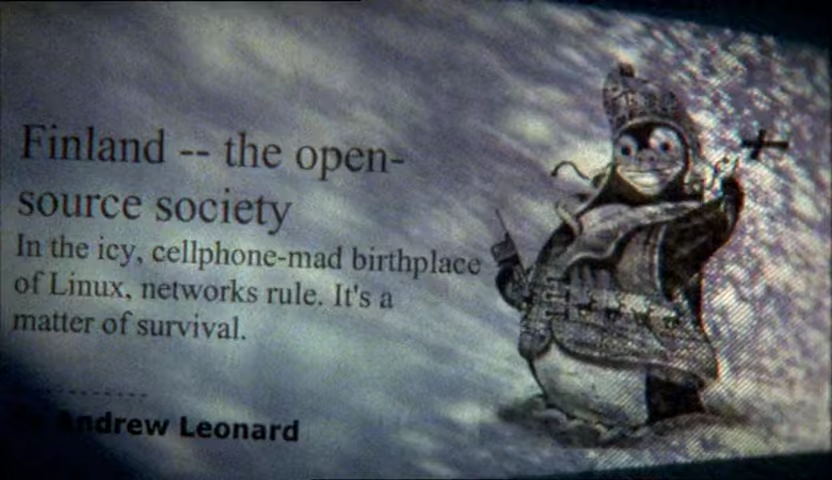 Finland -- the open-
source society
In the icy, cellphone-mad birthplace
of Linux, networks rule. It's a
matter of survival.
Andrew Leonard